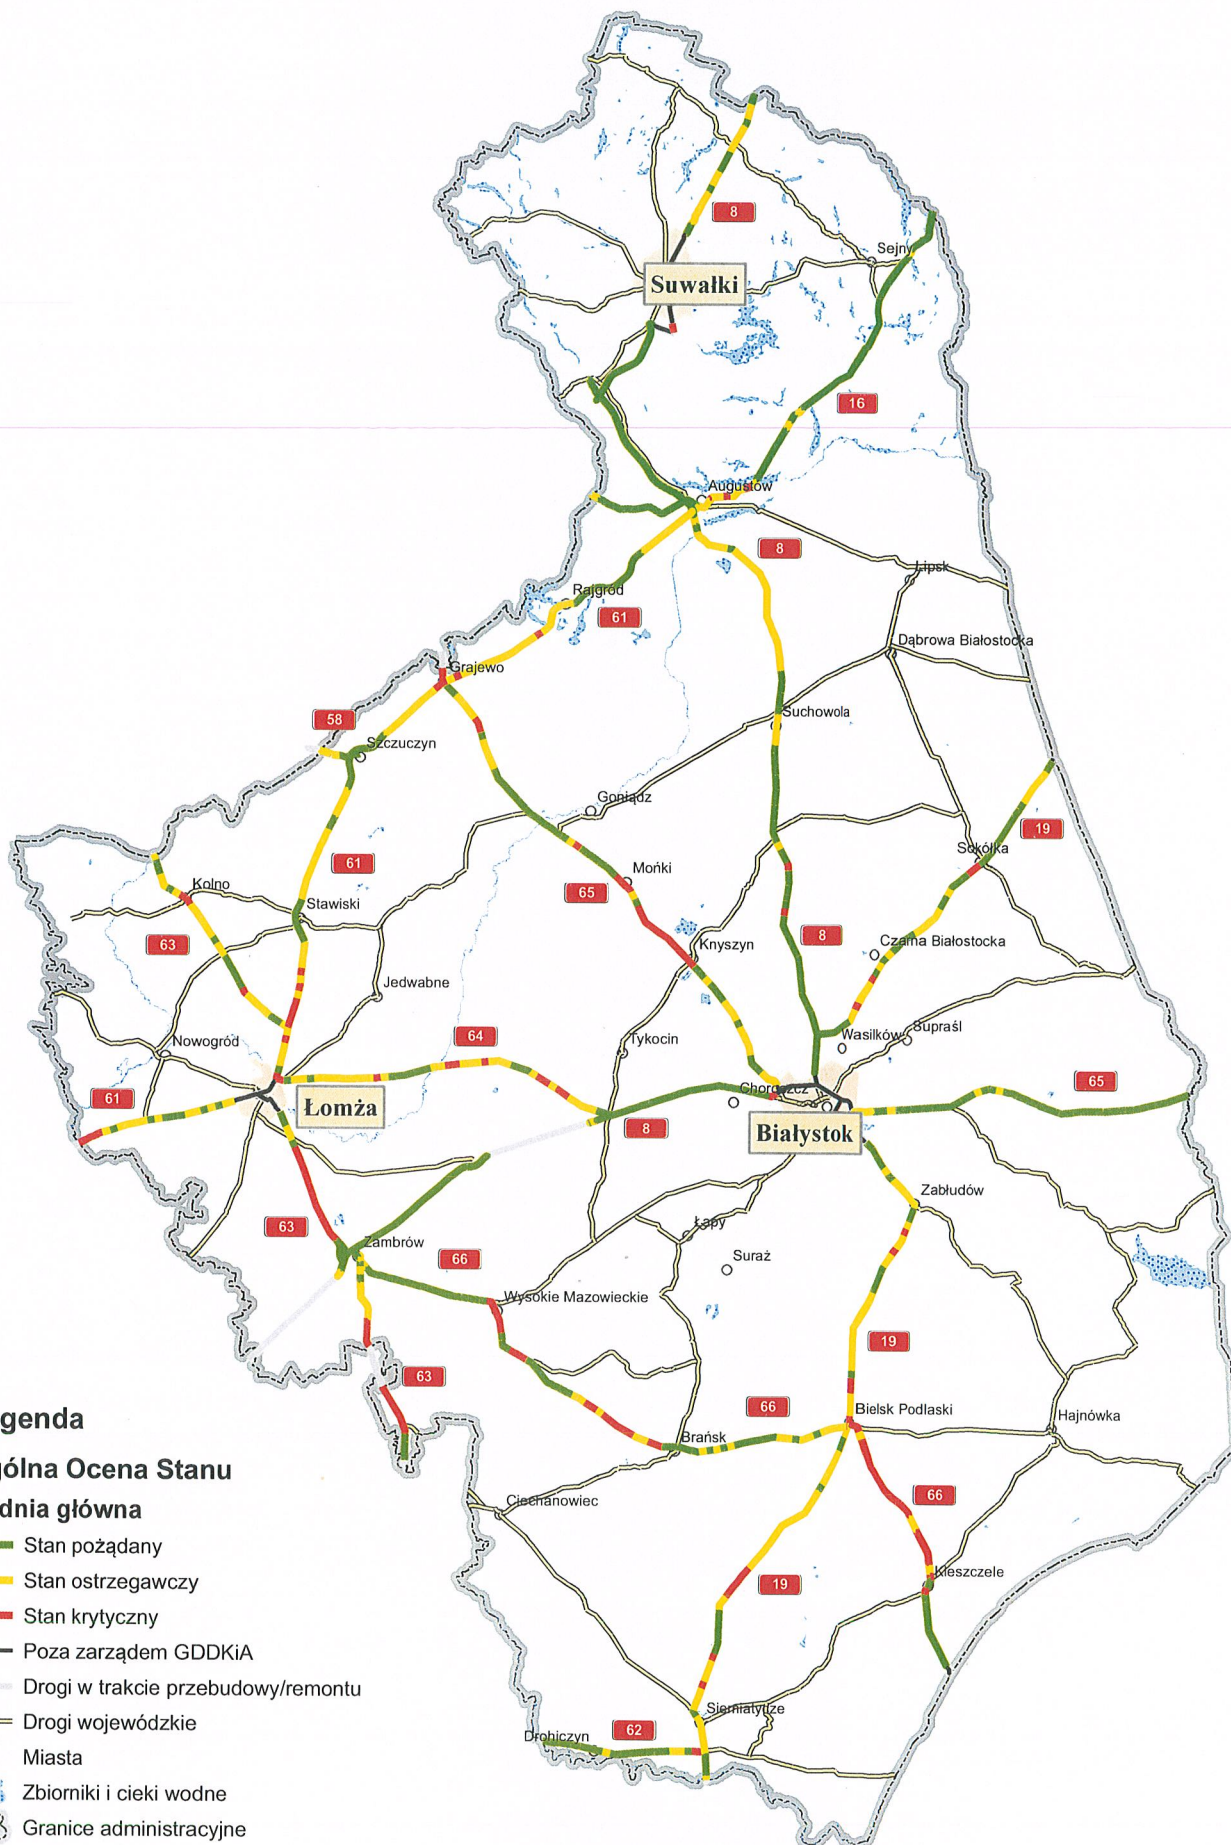 8
Sejny
Suwałki
16
Augustów
8
Lipsk
Rajgród
61
Dąbrowa Białostocka
Grajewo
58
Suchowola
Szczuczyn
Goniądz
19
Sokółka
61
Mońki
Kolno
65
Stawiski
63
8
Czarna Białostocka
Knyszyn
Jedwabne
Nowogród
64
Tykocin
Wasilków
Supraśl
65
61
Choroszcz
Łomża
8
Białystok
Zabłudów
63
Łapy
Zambrów
66
Suraż
Wysokie Mazowieckie
19
63
66
Bielsk Podlaski
Hajnówka
genda
Brańsk
gólna Ocena Stanu
66
Ciechanowiec
dnia główna
Stan pożądany
Kleszczele
Stan ostrzegawczy
19
Stan krytyczny
Poza zarządem GDDKiA
Drogi w trakcie przebudowy/remontu
Siemiatycze
Drogi wojewódzkie
62
Drohiczyn
Miasta
Zbiorniki i cieki wodne
Granice administracyjne